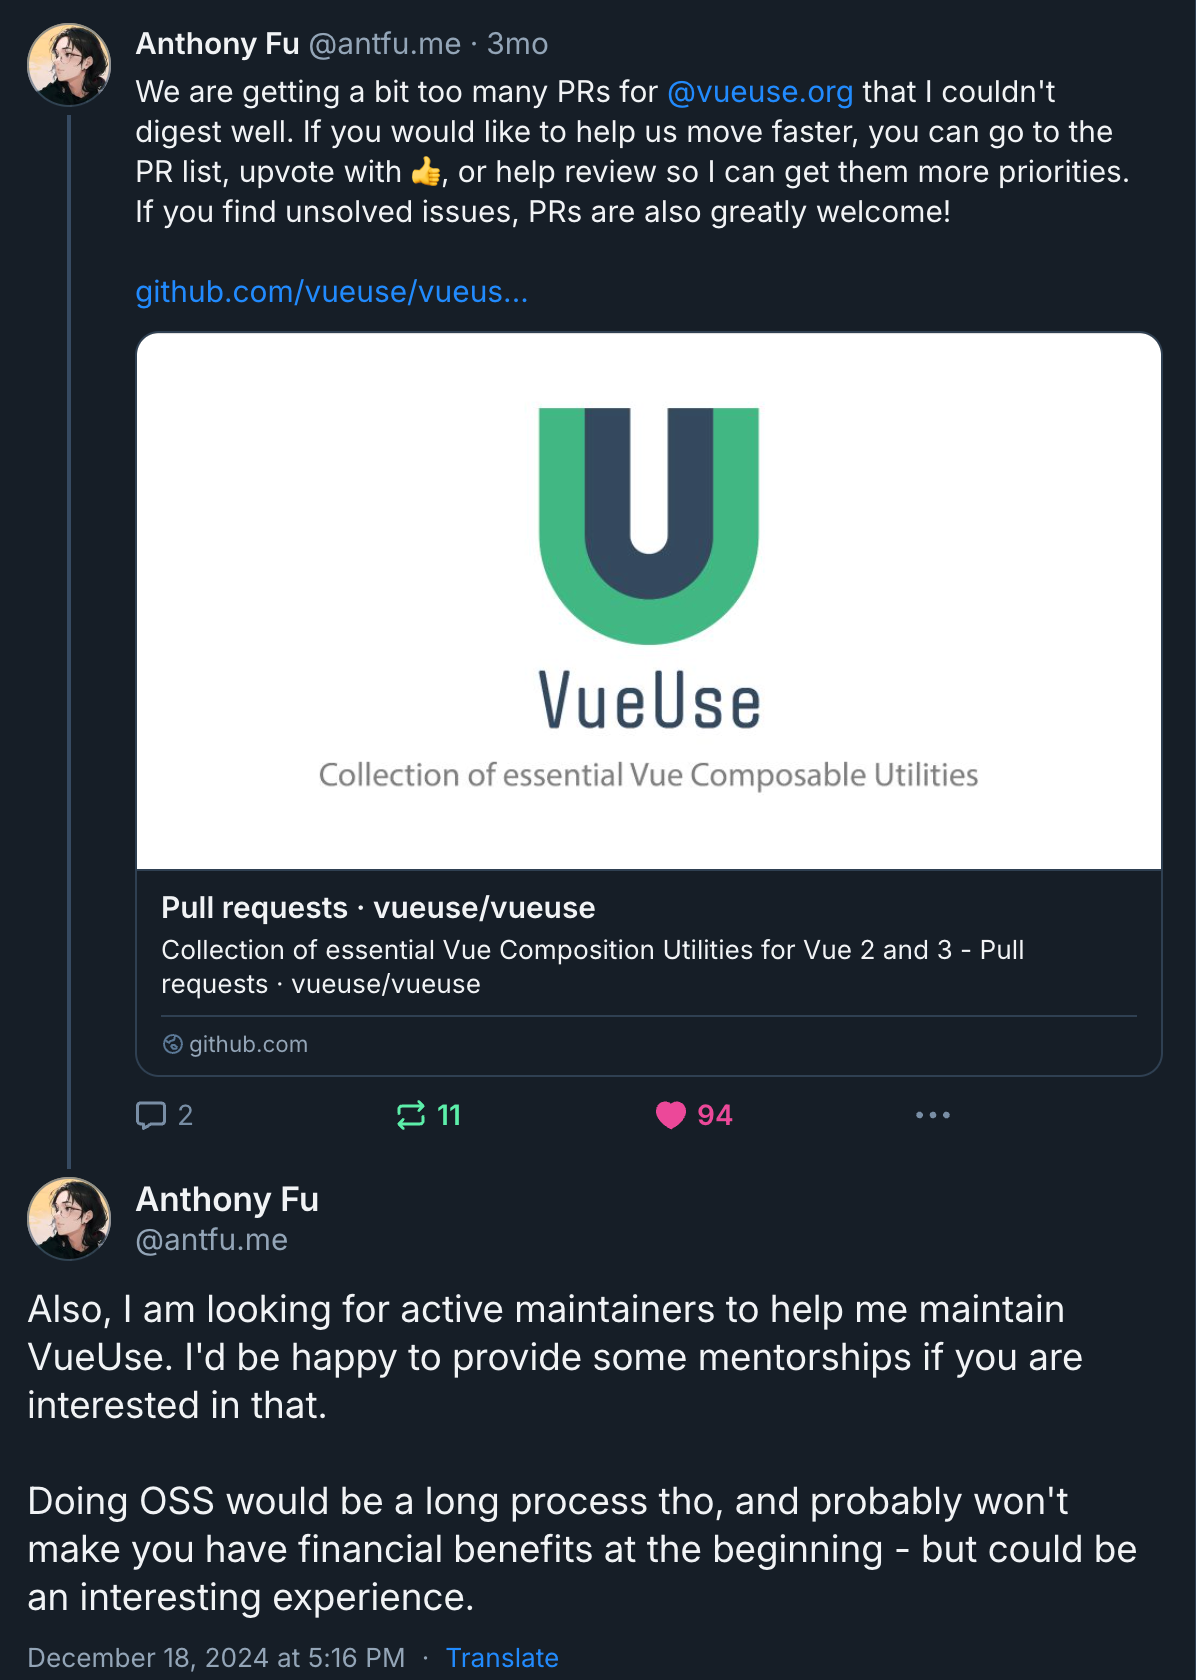 Anthony Fu @antfu.me · 3mo
We are getting a bit too many PRs for @vueuse.org that I couldn't
digest well. If you would like to help us move faster, you can go to the
PR list, upvote with 👍, or help review so I can get them more priorities.
If you find unsolved issues, PRs are also greatly welcome!
github.com/vueuse/vueus...
VueUse
Collection of essential Vue Composable Utilities
Pull requests · vueuse/vueuse
Collection of essential Vue Composition Utilities for Vue 2 and 3 - Pull
requests · vueuse/vueuse
github.com
2 11 94
Anthony Fu
@antfu.me
Also, I am looking for active maintainers to help me maintain
VueUse. I'd be happy to provide some mentorships if you are
interested in that.
Doing OSS would be a long process tho, and probably won't
make you have financial benefits at the beginning - but could be
an interesting experience.
December 18, 2024 at 5:16 PM · Translate